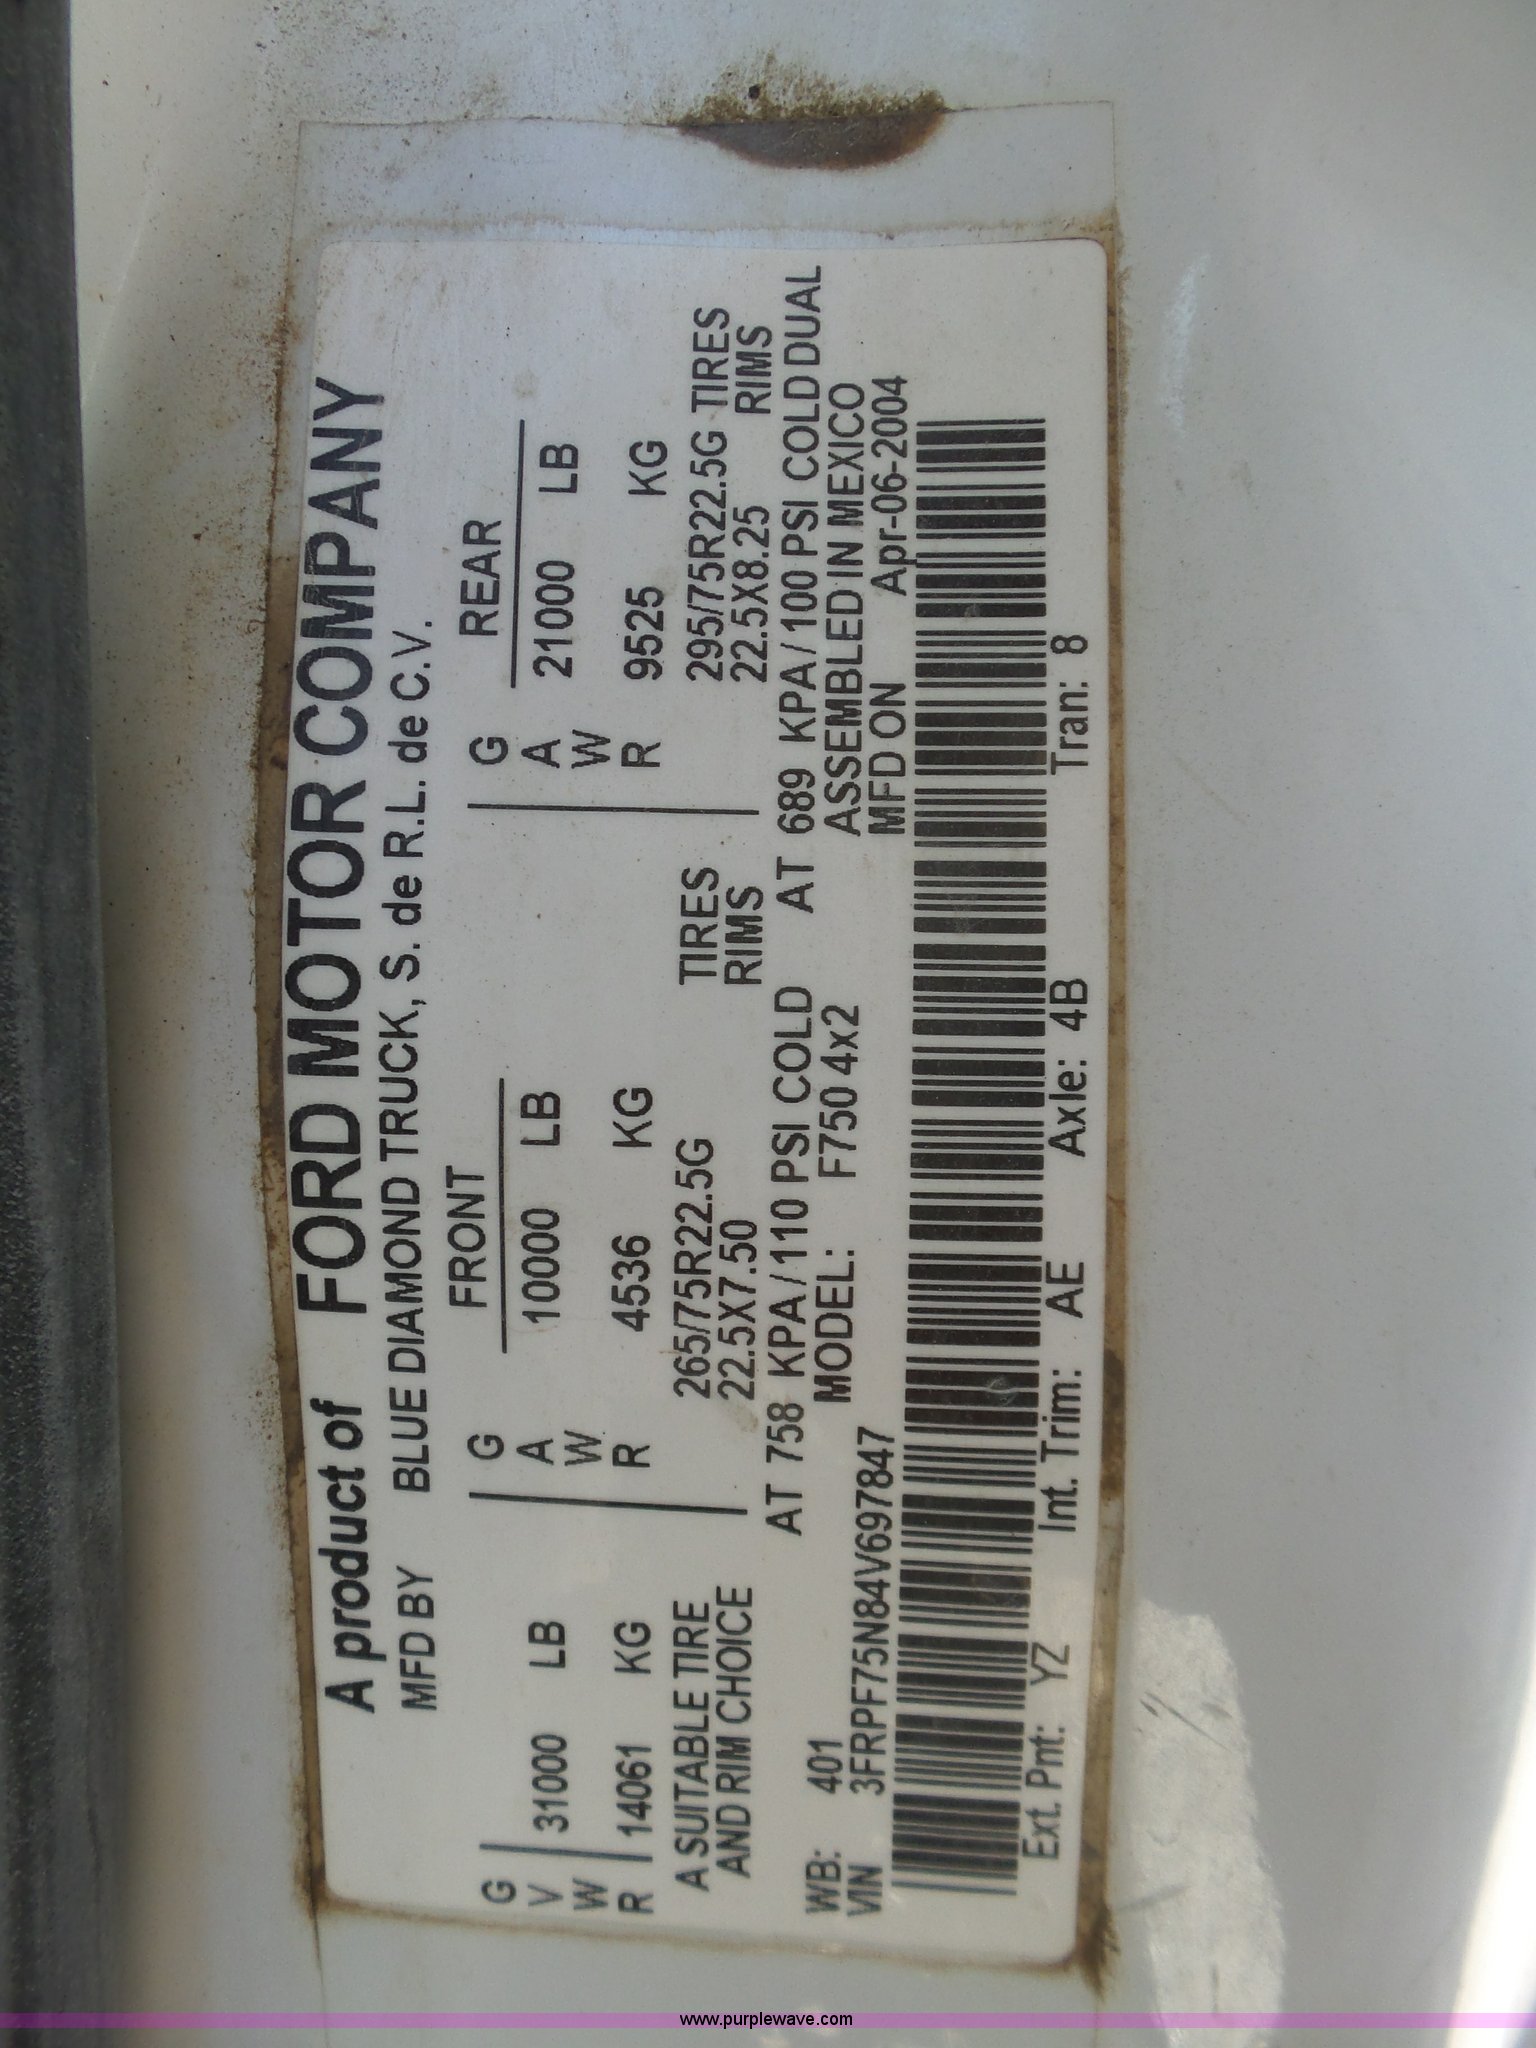 A product of FORD MOTOR COMPANY
MFD BY BLUE DIAMOND TRUCK, S. de R.L. de C.V.
FRONT REAR
G G G
V 31000 LB A 10000 LB A 21000 LB
W W W
R 14061 KG R 4536 KG R 9525 KG
A SUITABLE TIRE 265/75R22.5G TIRES 295/75R22.5G TIRES
AND RIM CHOICE 22.5X7.50 RIMS 22.5X8.25 RIMS
AT 758 KPA/110 PSI COLD AT 689 KPA/100 PSI COLD DUAL
WB: 401 MODEL: F750 4x2 ASSEMBLED IN MEXICO
VIN 3FRPF75N84V697847 MFD ON Apr-06-2004
Ext. Pnt: YZ Int. Trim: AE Axle: 4B Tran: 8
www.purplewave.com